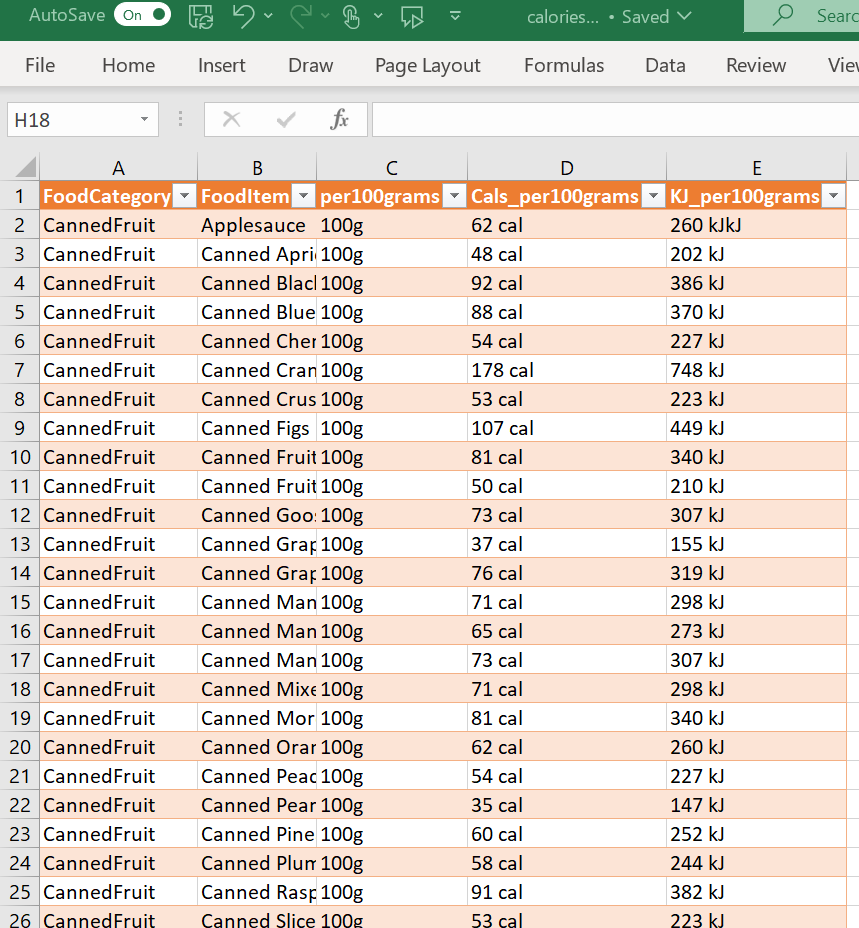 AutoSave On calories... • Saved Searc
File Home Insert Draw Page Layout Formulas Data Review View
H18 fx
A B C D E
1 FoodCategory FoodItem per100grams Cals_per100grams KJ_per100grams
2 CannedFruit Applesauce 100g 62 cal 260 kJkJ
3 CannedFruit Canned Apri 100g 48 cal 202 kJ
4 CannedFruit Canned Blac 100g 92 cal 386 kJ
5 CannedFruit Canned Blue 100g 88 cal 370 kJ
6 CannedFruit Canned Cher 100g 54 cal 227 kJ
7 CannedFruit Canned Cran 100g 178 cal 748 kJ
8 CannedFruit Canned Crus 100g 53 cal 223 kJ
9 CannedFruit Canned Figs 100g 107 cal 449 kJ
10 CannedFruit Canned Fruit 100g 81 cal 340 kJ
11 CannedFruit Canned Fruit 100g 50 cal 210 kJ
12 CannedFruit Canned Goos 100g 73 cal 307 kJ
13 CannedFruit Canned Grap 100g 37 cal 155 kJ
14 CannedFruit Canned Grap 100g 76 cal 319 kJ
15 CannedFruit Canned Man 100g 71 cal 298 kJ
16 CannedFruit Canned Man 100g 65 cal 273 kJ
17 CannedFruit Canned Man 100g 73 cal 307 kJ
18 CannedFruit Canned Mixe 100g 71 cal 298 kJ
19 CannedFruit Canned Mor 100g 81 cal 340 kJ
20 CannedFruit Canned Oran 100g 62 cal 260 kJ
21 CannedFruit Canned Peac 100g 54 cal 227 kJ
22 CannedFruit Canned Pear 100g 35 cal 147 kJ
23 CannedFruit Canned Pine 100g 60 cal 252 kJ
24 CannedFruit Canned Plum 100g 58 cal 244 kJ
25 CannedFruit Canned Rasp 100g 91 cal 382 kJ
26 CannedFruit Canned Slice 100g 53 cal 223 kJ